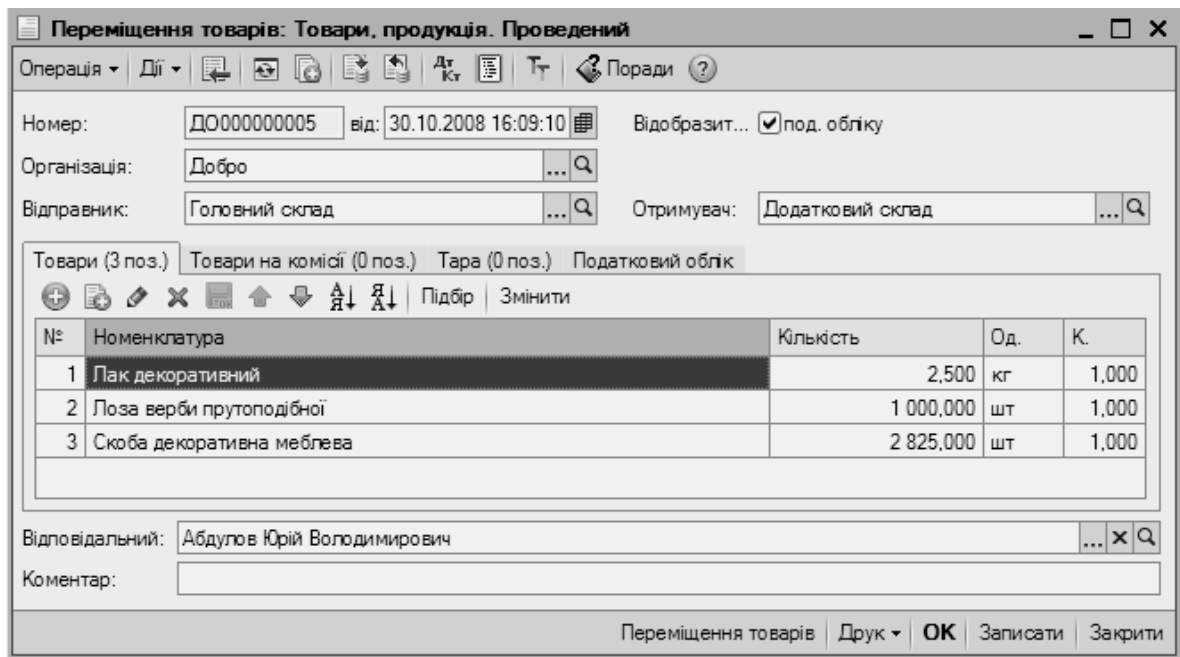 Переміщення товарів: Товари, продукція. Проведений
Операція Дії Дт Кт Тт Поради ?
Номер: ДО000000005 від: 30.10.2008 16:09:10 Відобразит... под. обліку
Організація: Добро ...
Відправник: Головний склад ... Отримувач: Додатковий склад ...
Товари (3 поз.) Товари на комісії (0 поз.) Тара (0 поз.) Податковий облік
А Я Я А Підбір Змінити
№ Номенклатура Кількість Од. К.
1 Лак декоративний 2,500 кг 1,000
2 Лоза верби прутоподібної 1 000,000 шт 1,000
3 Скоба декоративна меблева 2 825,000 шт 1,000
Відповідальний: Абдулов Юрій Володимирович ...
Коментар:
Переміщення товарів Друк OK Записати Закрити